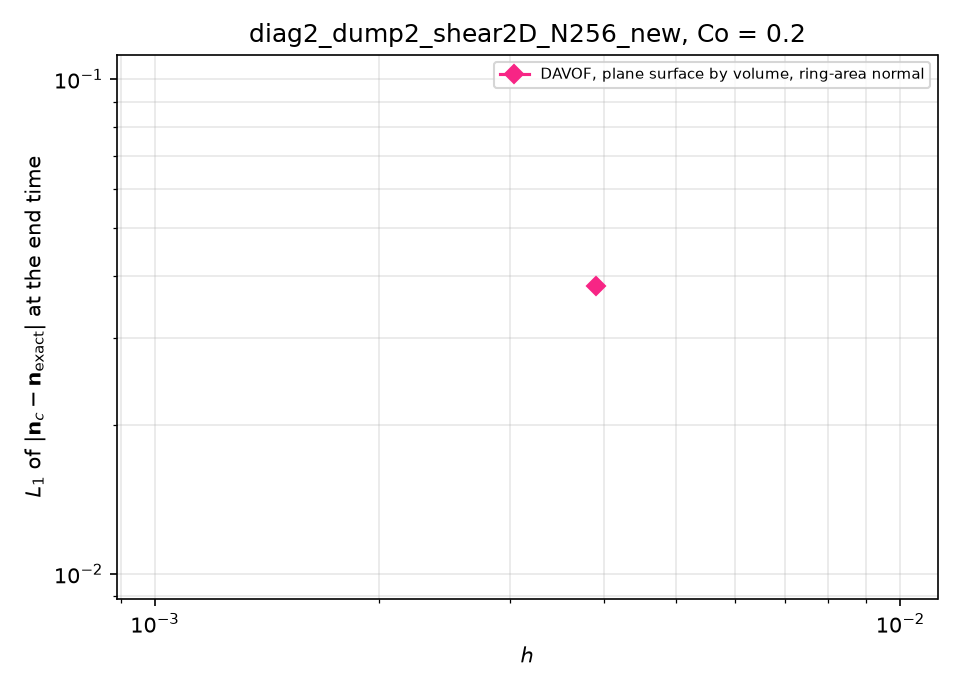 diag2_dump2_shear2D_N256_new, Co = 0.2
DAVOF, plane surface by volume, ring-area normal
L₁ of |n_c − n_exact| at the end time
10⁻¹
10⁻²
10⁻³
10⁻²
h